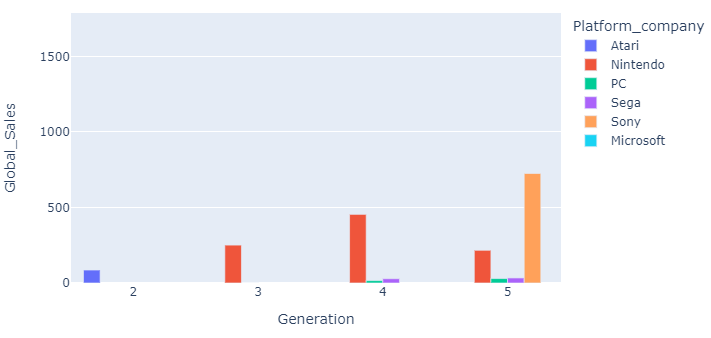 Platform_company
Atari
Nintendo
PC
Sega
Sony
Microsoft
Global_Sales
1500
1000
500
0
2 3 4 5
Generation